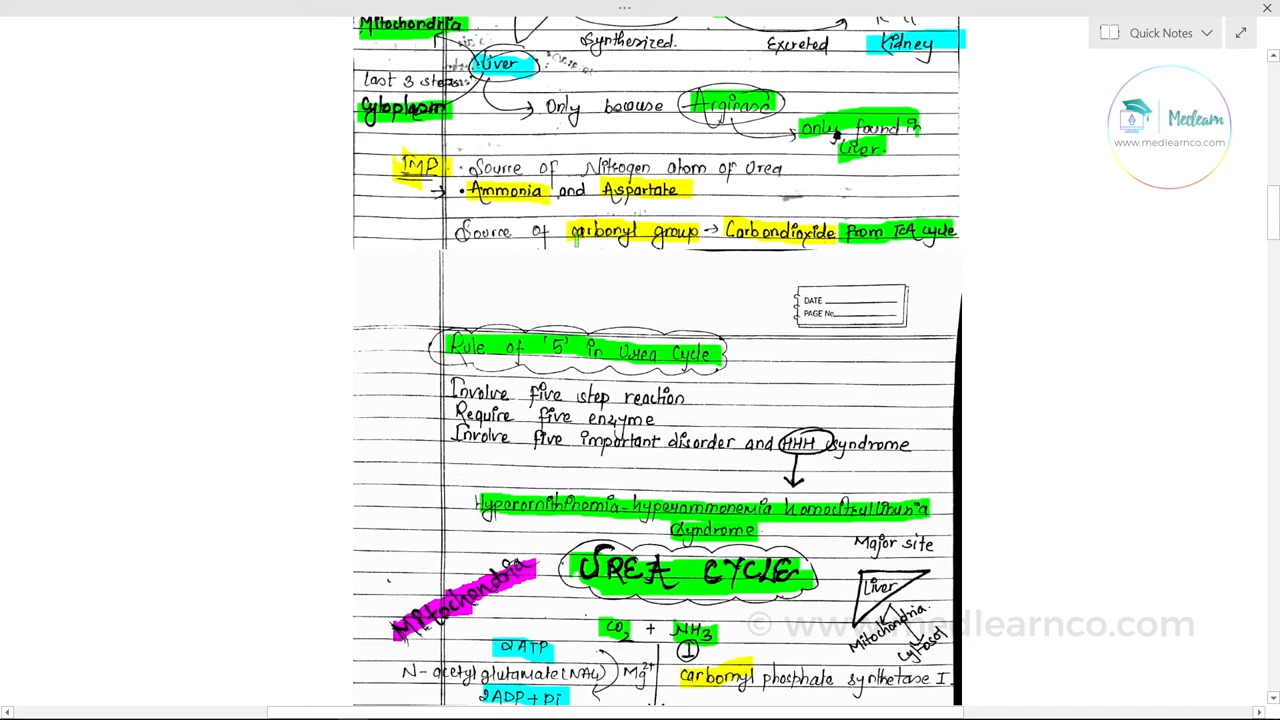 Quick Notes
Mitochondria
Synthesized.
Excreted
Kidney
Liver
last 3 steps
Cytoplasm
Only because Arginase
only found in
Liver.
IMP • Source of Nitrogen atom of Urea
→ • Ammonia and Aspartate
Source of carbonyl group → Carbondioxide from TCA cycle
Medlearn
www.medlearnco.com
DATE
PAGE No.
Rule of '5' in Urea Cycle
Involve five step reaction
Require five enzyme
Involve five important disorder and HHH syndrome
Hyperornithinemia-hyperammonemia homocitrullinuria
Syndrome
Major site
UREA CYCLE
Liver
Mitochondria
Mitochondria.
Cytosol
CO2 + NH3
© www.medlearnco.com
2ATP
①
N-acetyl glutamate (NAG) Mg2+
carbomyl phosphate synthetase I.
2ADP + Pi